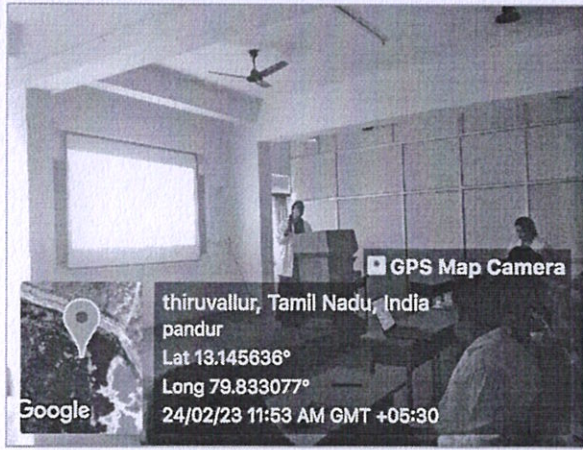 GPS Map Camera
thiruvallur, Tamil Nadu, India
pandur
Lat 13.145636°
Long 79.833077°
24/02/23 11:53 AM GMT +05:30
Google